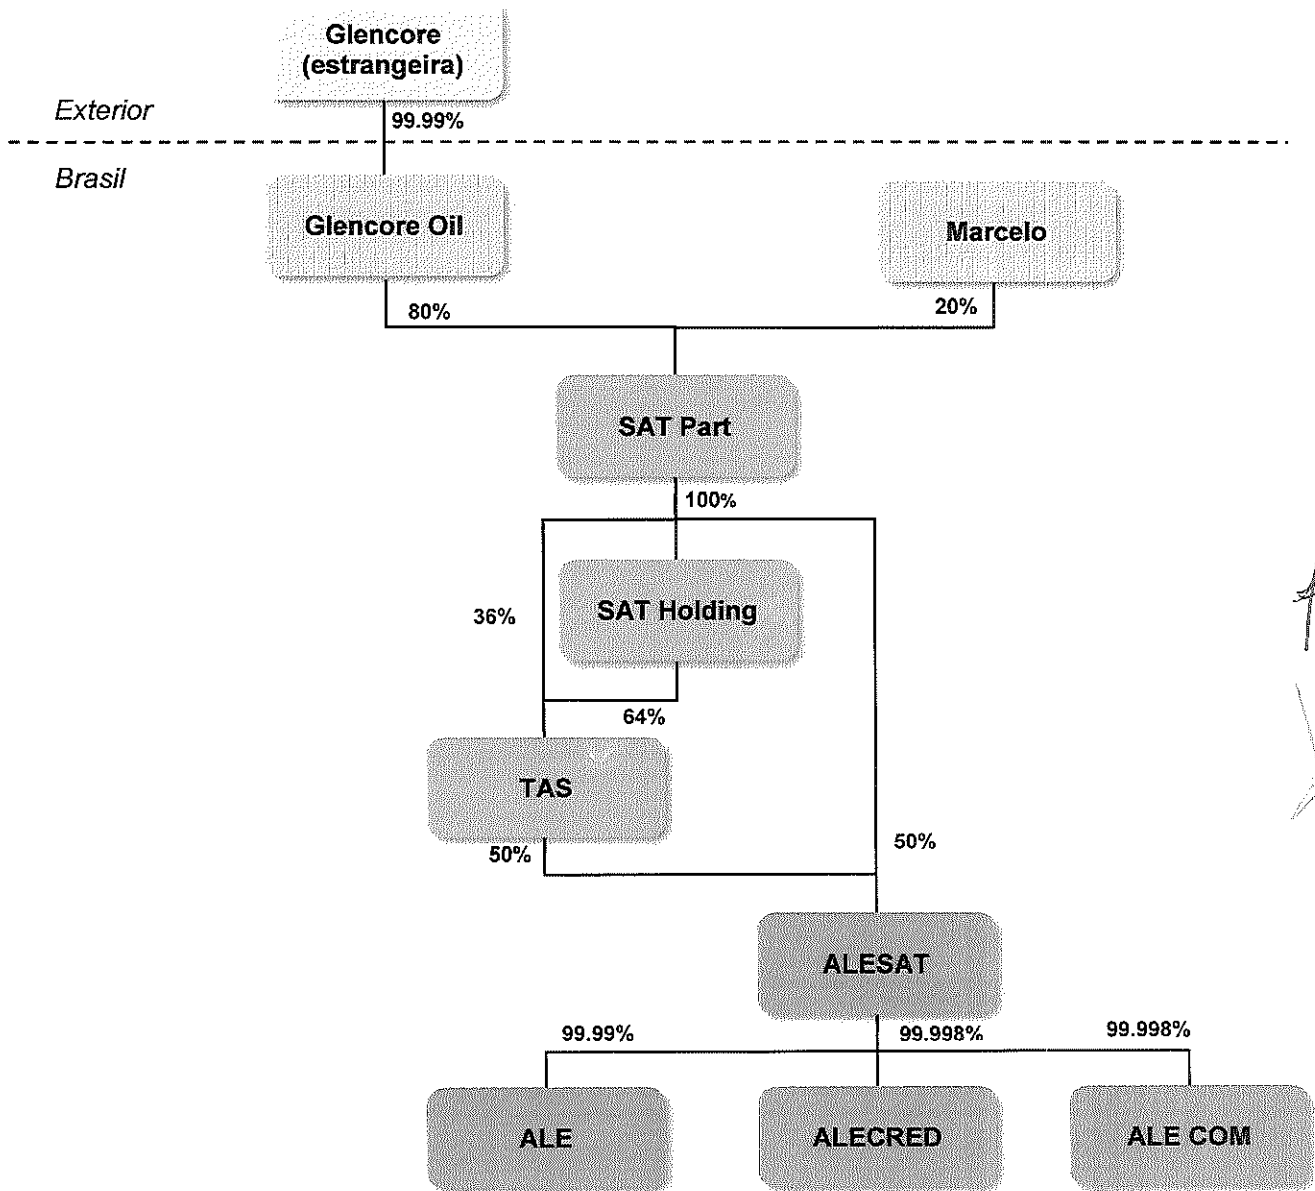 Glencore
(estrangeira)
Exterior
99.99%
Brasil
Glencore Oil
Marcelo
80%
20%
SAT Part
100%
SAT Holding
36%
64%
TAS
50%
50%
ALESAT
99.99%
99.998%
99.998%
ALE
ALECRED
ALE COM